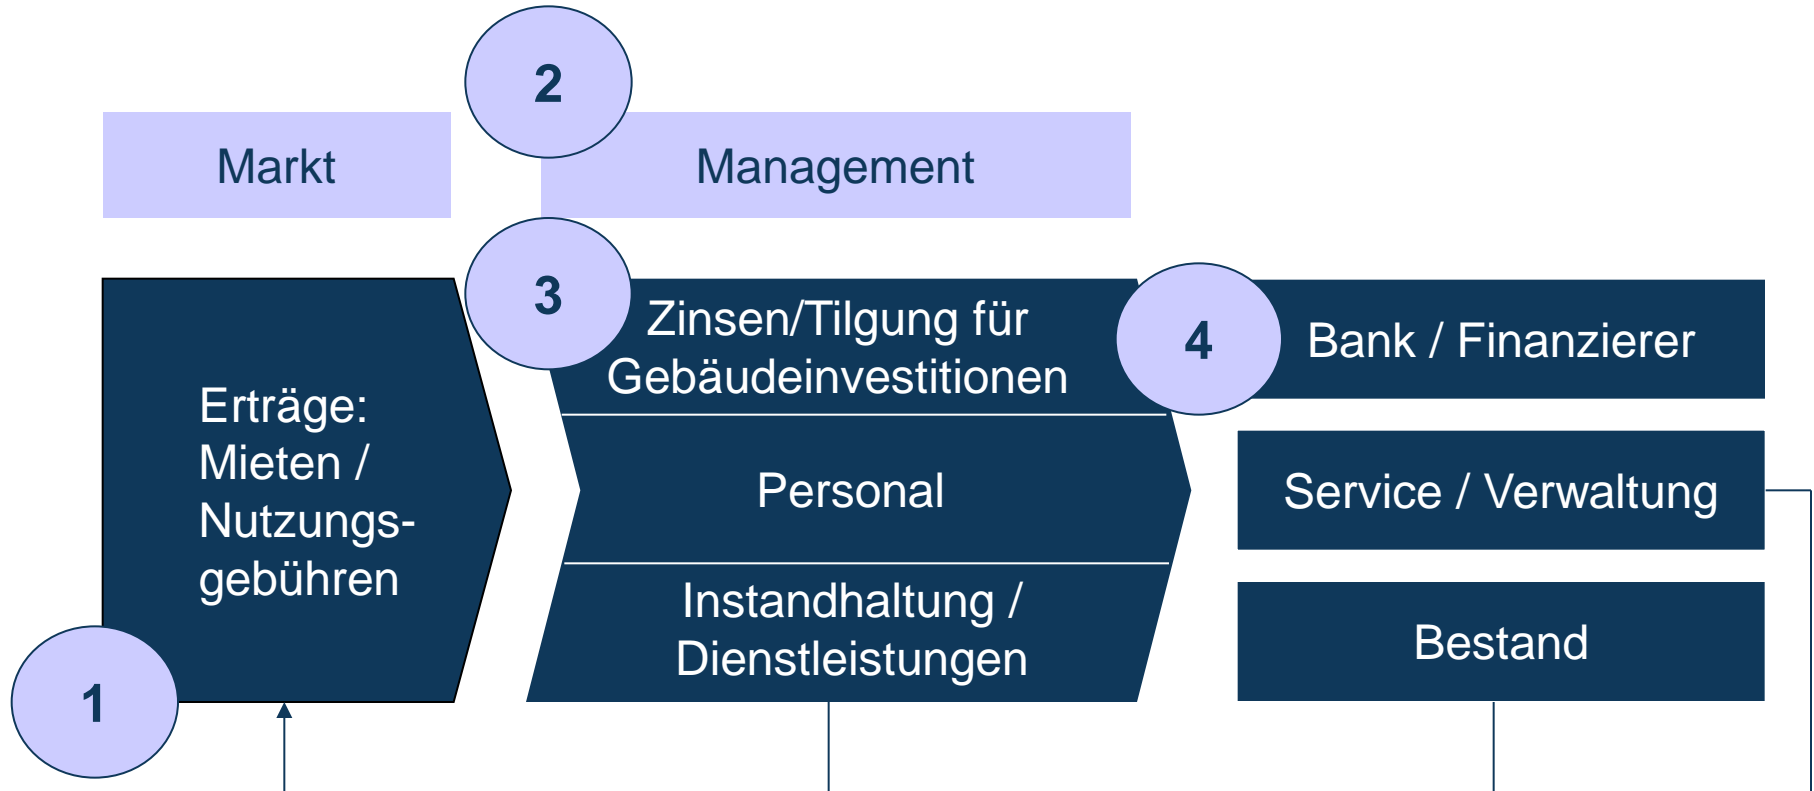 2
Markt
Management
3
Zinsen/Tilgung für
Gebäudeinvestitionen
4
Bank / Finanzierer
Erträge:
Mieten /
Nutzungs-
gebühren
Personal
Service / Verwaltung
Instandhaltung /
Dienstleistungen
Bestand
1